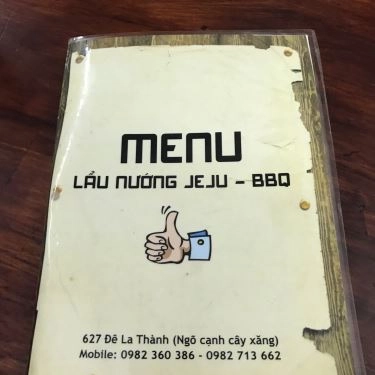 MENU
LẨU NƯỚNG JEJU - BBQ
627 Đê La Thành (Ngõ cạnh cây xăng)
Mobile: 0982 360 386 - 0982 713 662